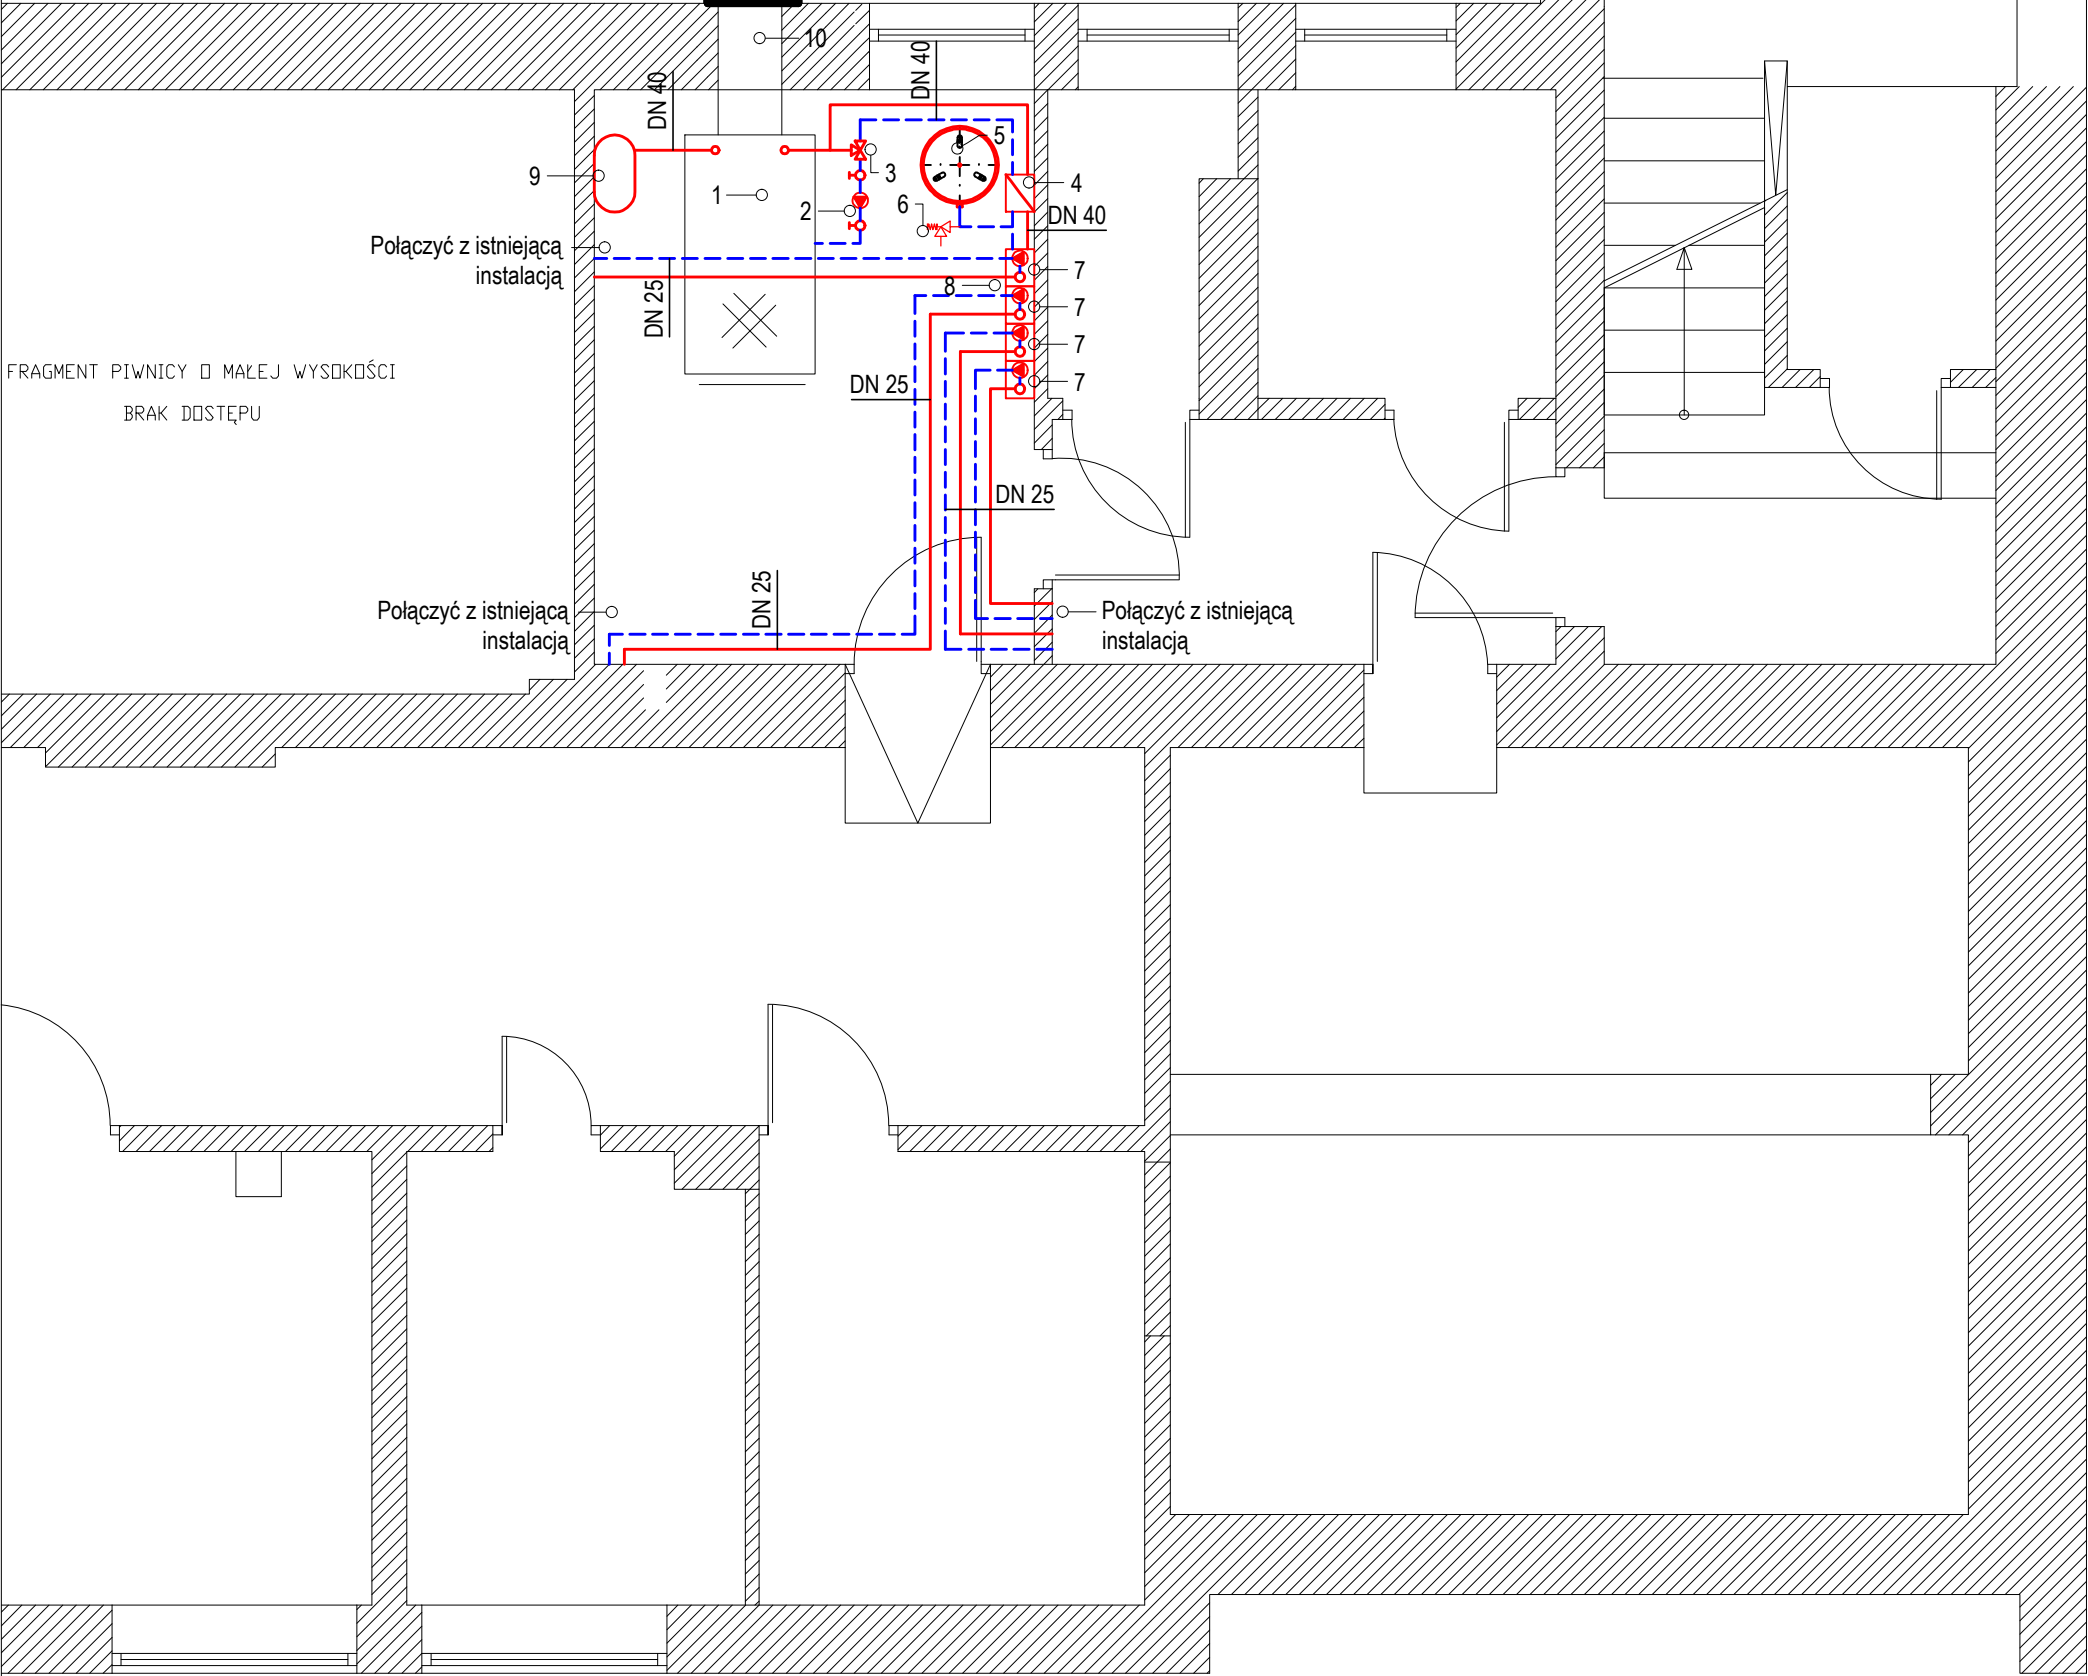 10
DN 40
DN 40
5
9
3
4
1
2
6
DN 40
Połączyć z istniejącą
instalacją
7
8
DN 25
7
7
FRAGMENT PIWNICY O MAŁEJ WYSOKOŚCI
BRAK DOSTĘPU
DN 25
7
DN 25
DN 25
Połączyć z istniejącą
instalacją
Połączyć z istniejącą
instalacją